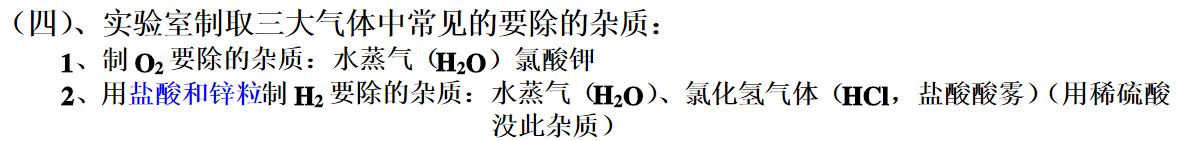 （四）、实验室制取三大气体中常见的要除的杂质：
1、制 O₂ 要除的杂质：水蒸气（H₂O）氯酸钾
2、用盐酸和锌粒制 H₂ 要除的杂质：水蒸气（H₂O）、氯化氢气体（HCl，盐酸酸雾）（用稀硫酸
没此杂质）